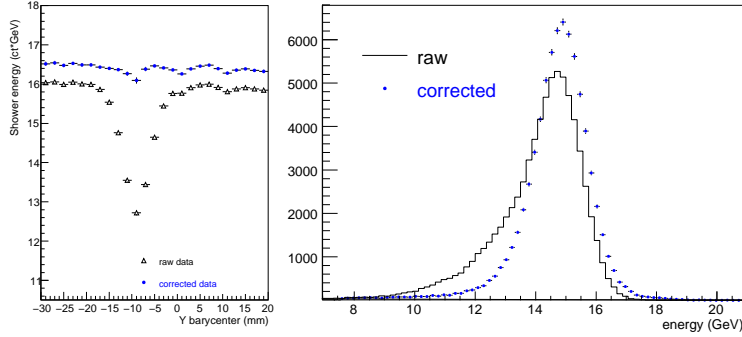 Shower energy (ct*GeV)
18
17
16
15
14
13
12
11
raw data
corrected data
-30 -25 -20 -15 -10 -5 0 5 10 15 20
Y barycenter (mm)
6000
5000
4000
3000
2000
1000
raw
corrected
8 10 12 14 16 18 20
energy (GeV)